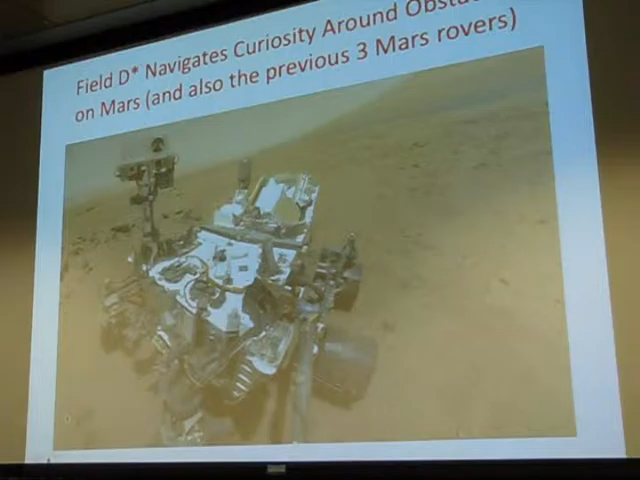 Field D* Navigates Curiosity Around
on Mars (and also the previous 3 Mars rovers)